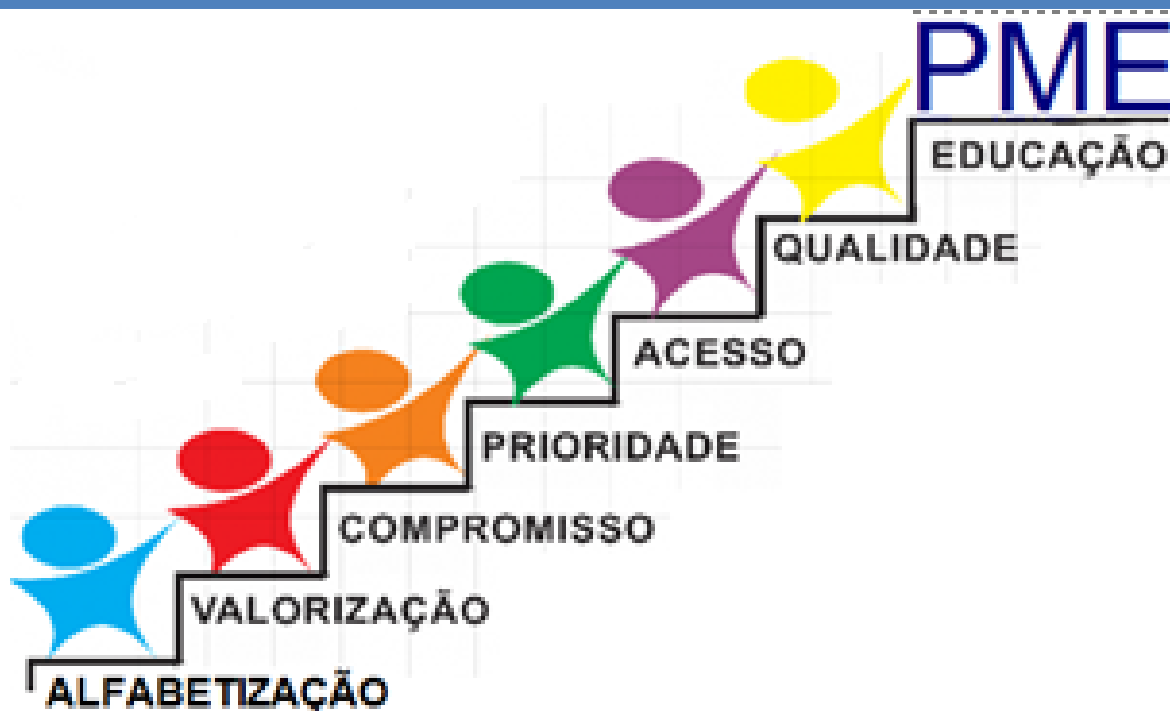 PME
EDUCAÇÃO
QUALIDADE
ACESSO
PRIORIDADE
COMPROMISSO
VALORIZAÇÃO
ALFABETIZAÇÃO